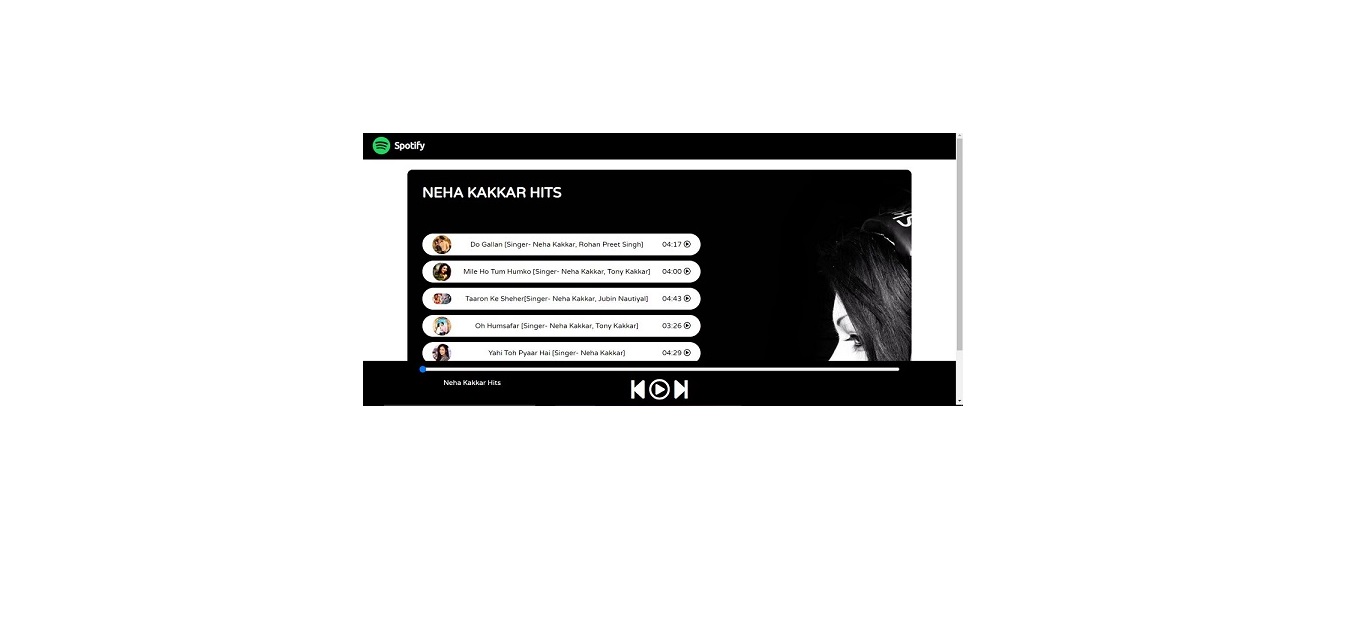 Spotify
NEHA KAKKAR HITS
Do Gallan [Singer- Neha Kakkar, Rohan Preet Singh] 04:17
Mile Ho Tum Humko [Singer- Neha Kakkar, Tony Kakkar] 04:00
Taaron Ke Sheher[Singer- Neha Kakkar, Jubin Nautiyal] 04:43
Oh Humsafar [Singer- Neha Kakkar, Tony Kakkar] 03:26
Yahi Toh Pyaar Hai [Singer- Neha Kakkar] 04:29
Neha Kakkar Hits